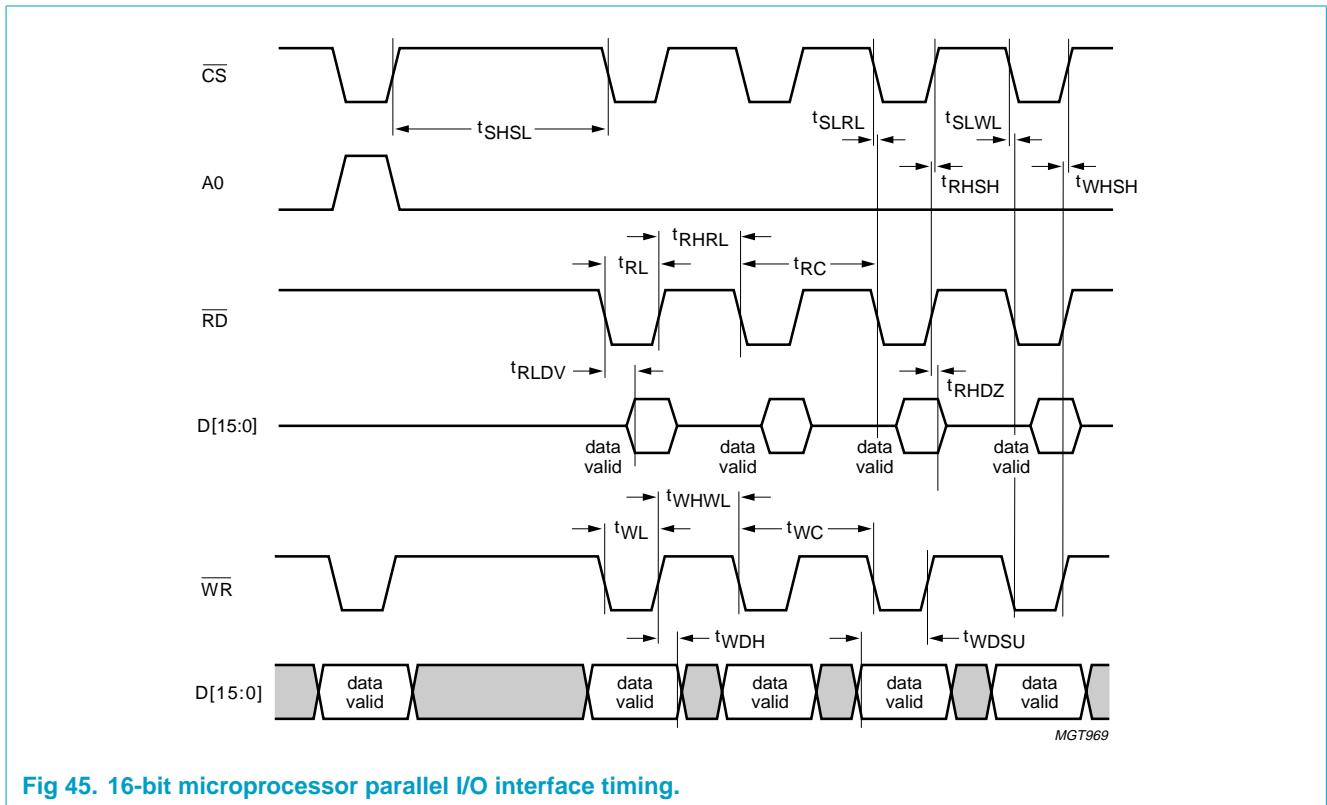 CS
tSLRL
tSLWL
tSHSL
A0
tRHSH
tWHSH
tRHRL
tRL
tRC
RD
tRLDV
tRHDZ
D[15:0]
data valid
data valid
data valid
data valid
tWHWL
tWL
tWC
WR
tWDH
tWDSU
D[15:0]
data valid
data valid
data valid
data valid
data valid
MGT969
Fig 45. 16-bit microprocessor parallel I/O interface timing.